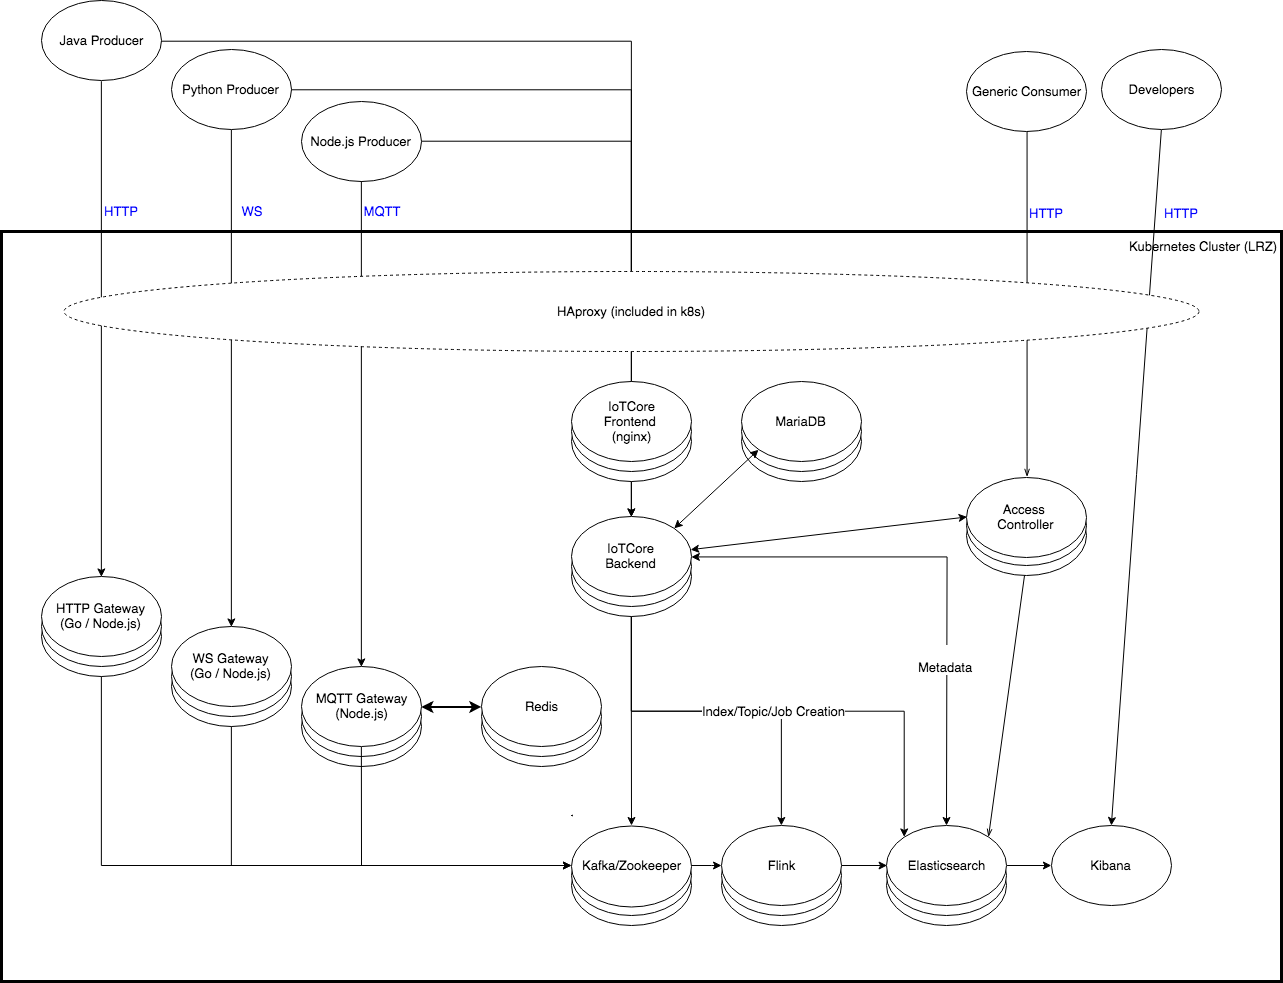 Java Producer
Python Producer
Node.js Producer
Generic Consumer
Developers
HTTP
WS
MQTT
HTTP
HTTP
Kubernetes Cluster (LRZ)
HAproxy (included in k8s)
IoTCore
Frontend
(nginx)
MariaDB
Access
Controller
IoTCore
Backend
HTTP Gateway
(Go / Node.js)
WS Gateway
(Go / Node.js)
MQTT Gateway
(Node.js)
Redis
Metadata
Index/Topic/Job Creation
Kafka/Zookeeper
Flink
Elasticsearch
Kibana